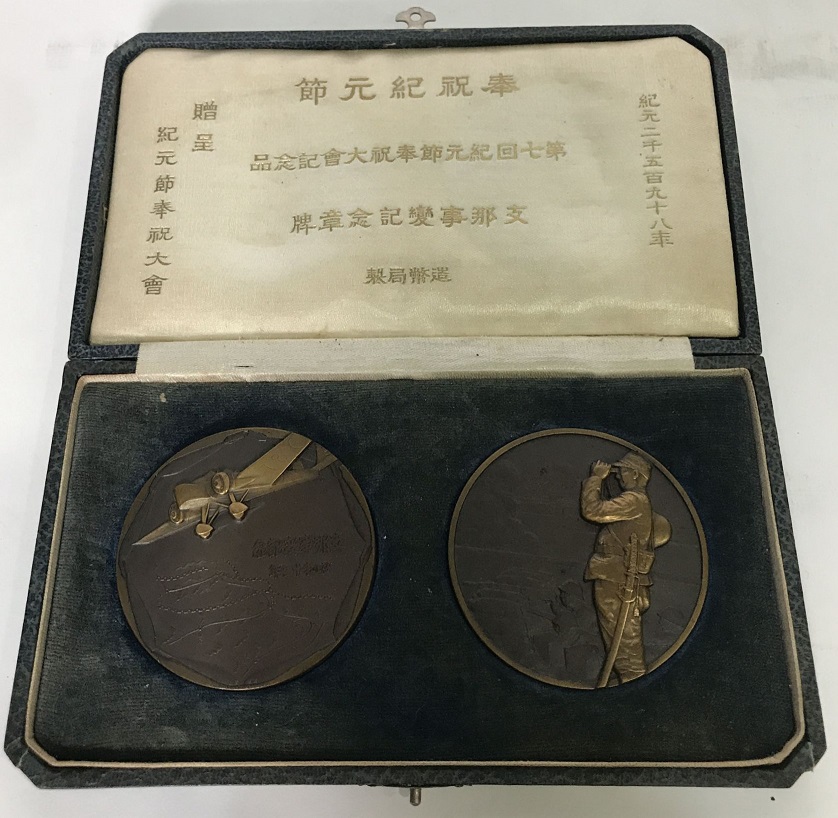 紀元二千五百九十八年
奉祝紀元節
第七回紀元節奉祝大會記念品
支那事變記念章牌
造幣局製
贈呈
紀元節奉祝大會